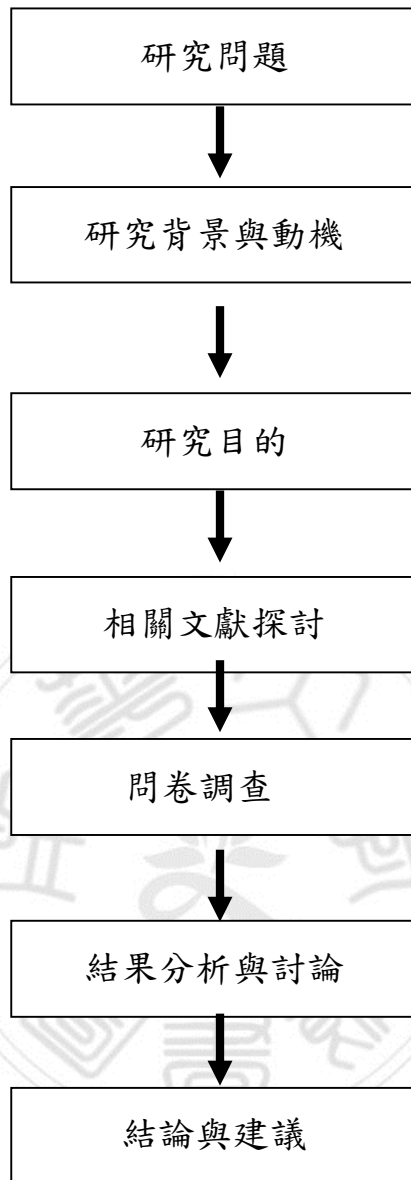 研究問題
研究背景與動機
研究目的
相關文獻探討
問卷調查
結果分析與討論
結論與建議